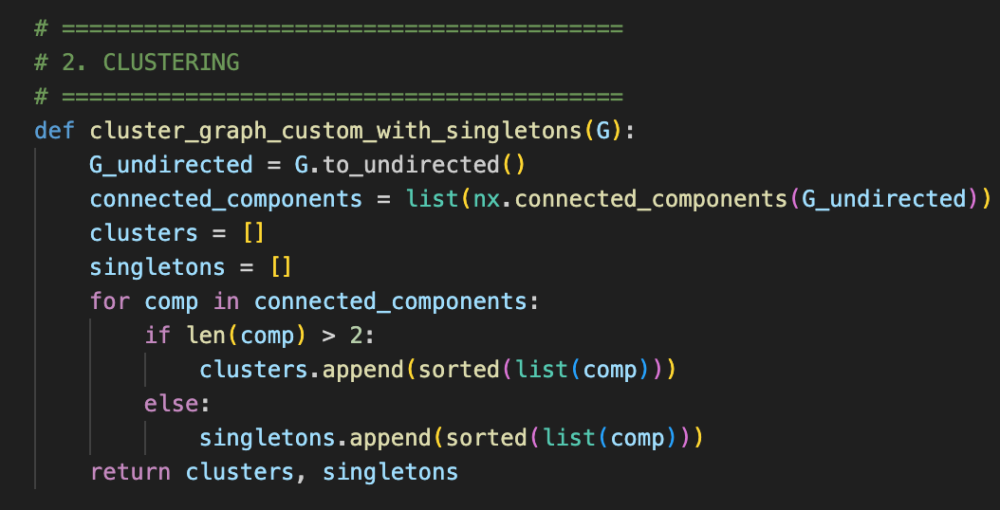 # =========================================
# 2. CLUSTERING
# =========================================
def cluster_graph_custom_with_singletons(G):
    G_undirected = G.to_undirected()
    connected_components = list(nx.connected_components(G_undirected))
    clusters = []
    singletons = []
    for comp in connected_components:
        if len(comp) > 2:
            clusters.append(sorted(list(comp)))
        else:
            singletons.append(sorted(list(comp)))
    return clusters, singletons